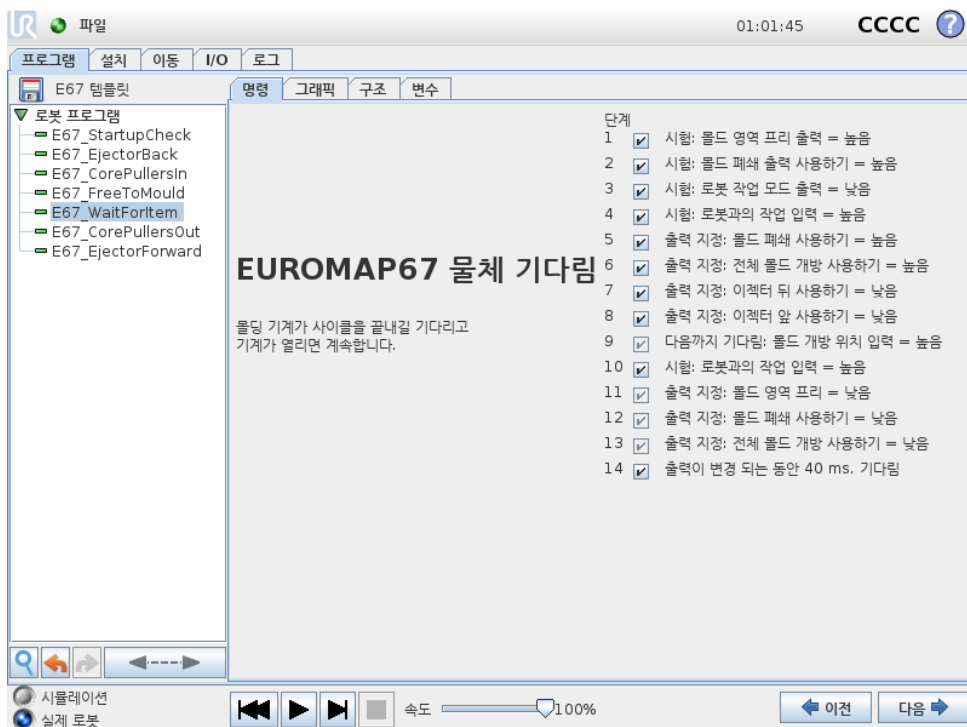 UR
파일
01:01:45
CCCC
?
프로그램
설치
이동
I/O
로그
E67 템플릿
명령
그래픽
구조
변수
로봇 프로그램
E67_StartupCheck
E67_EjectorBack
E67_CorePullersIn
E67_FreeToMould
E67_WaitForItem
E67_CorePullersOut
E67_EjectorForward
EUROMAP67 물체 기다림
몰딩 기계가 사이클을 끝내길 기다리고
기계가 열리면 계속합니다.
단계
1 시험: 몰드 영역 프리 출력 = 높음
2 시험: 몰드 폐쇄 출력 사용하기 = 높음
3 시험: 로봇 작업 모드 출력 = 낮음
4 시험: 로봇과의 작업 입력 = 높음
5 출력 지정: 몰드 폐쇄 사용하기 = 높음
6 출력 지정: 전체 몰드 개방 사용하기 = 높음
7 출력 지정: 이젝터 뒤 사용하기 = 낮음
8 출력 지정: 이젝터 앞 사용하기 = 낮음
9 다음까지 기다림: 몰드 개방 위치 입력 = 높음
10 시험: 로봇과의 작업 입력 = 높음
11 출력 지정: 몰드 영역 프리 = 낮음
12 출력 지정: 몰드 폐쇄 사용하기 = 낮음
13 출력 지정: 전체 몰드 개방 사용하기 = 낮음
14 출력이 변경 되는 동안 40 ms. 기다림
시뮬레이션
실제 로봇
속도
100%
이전
다음